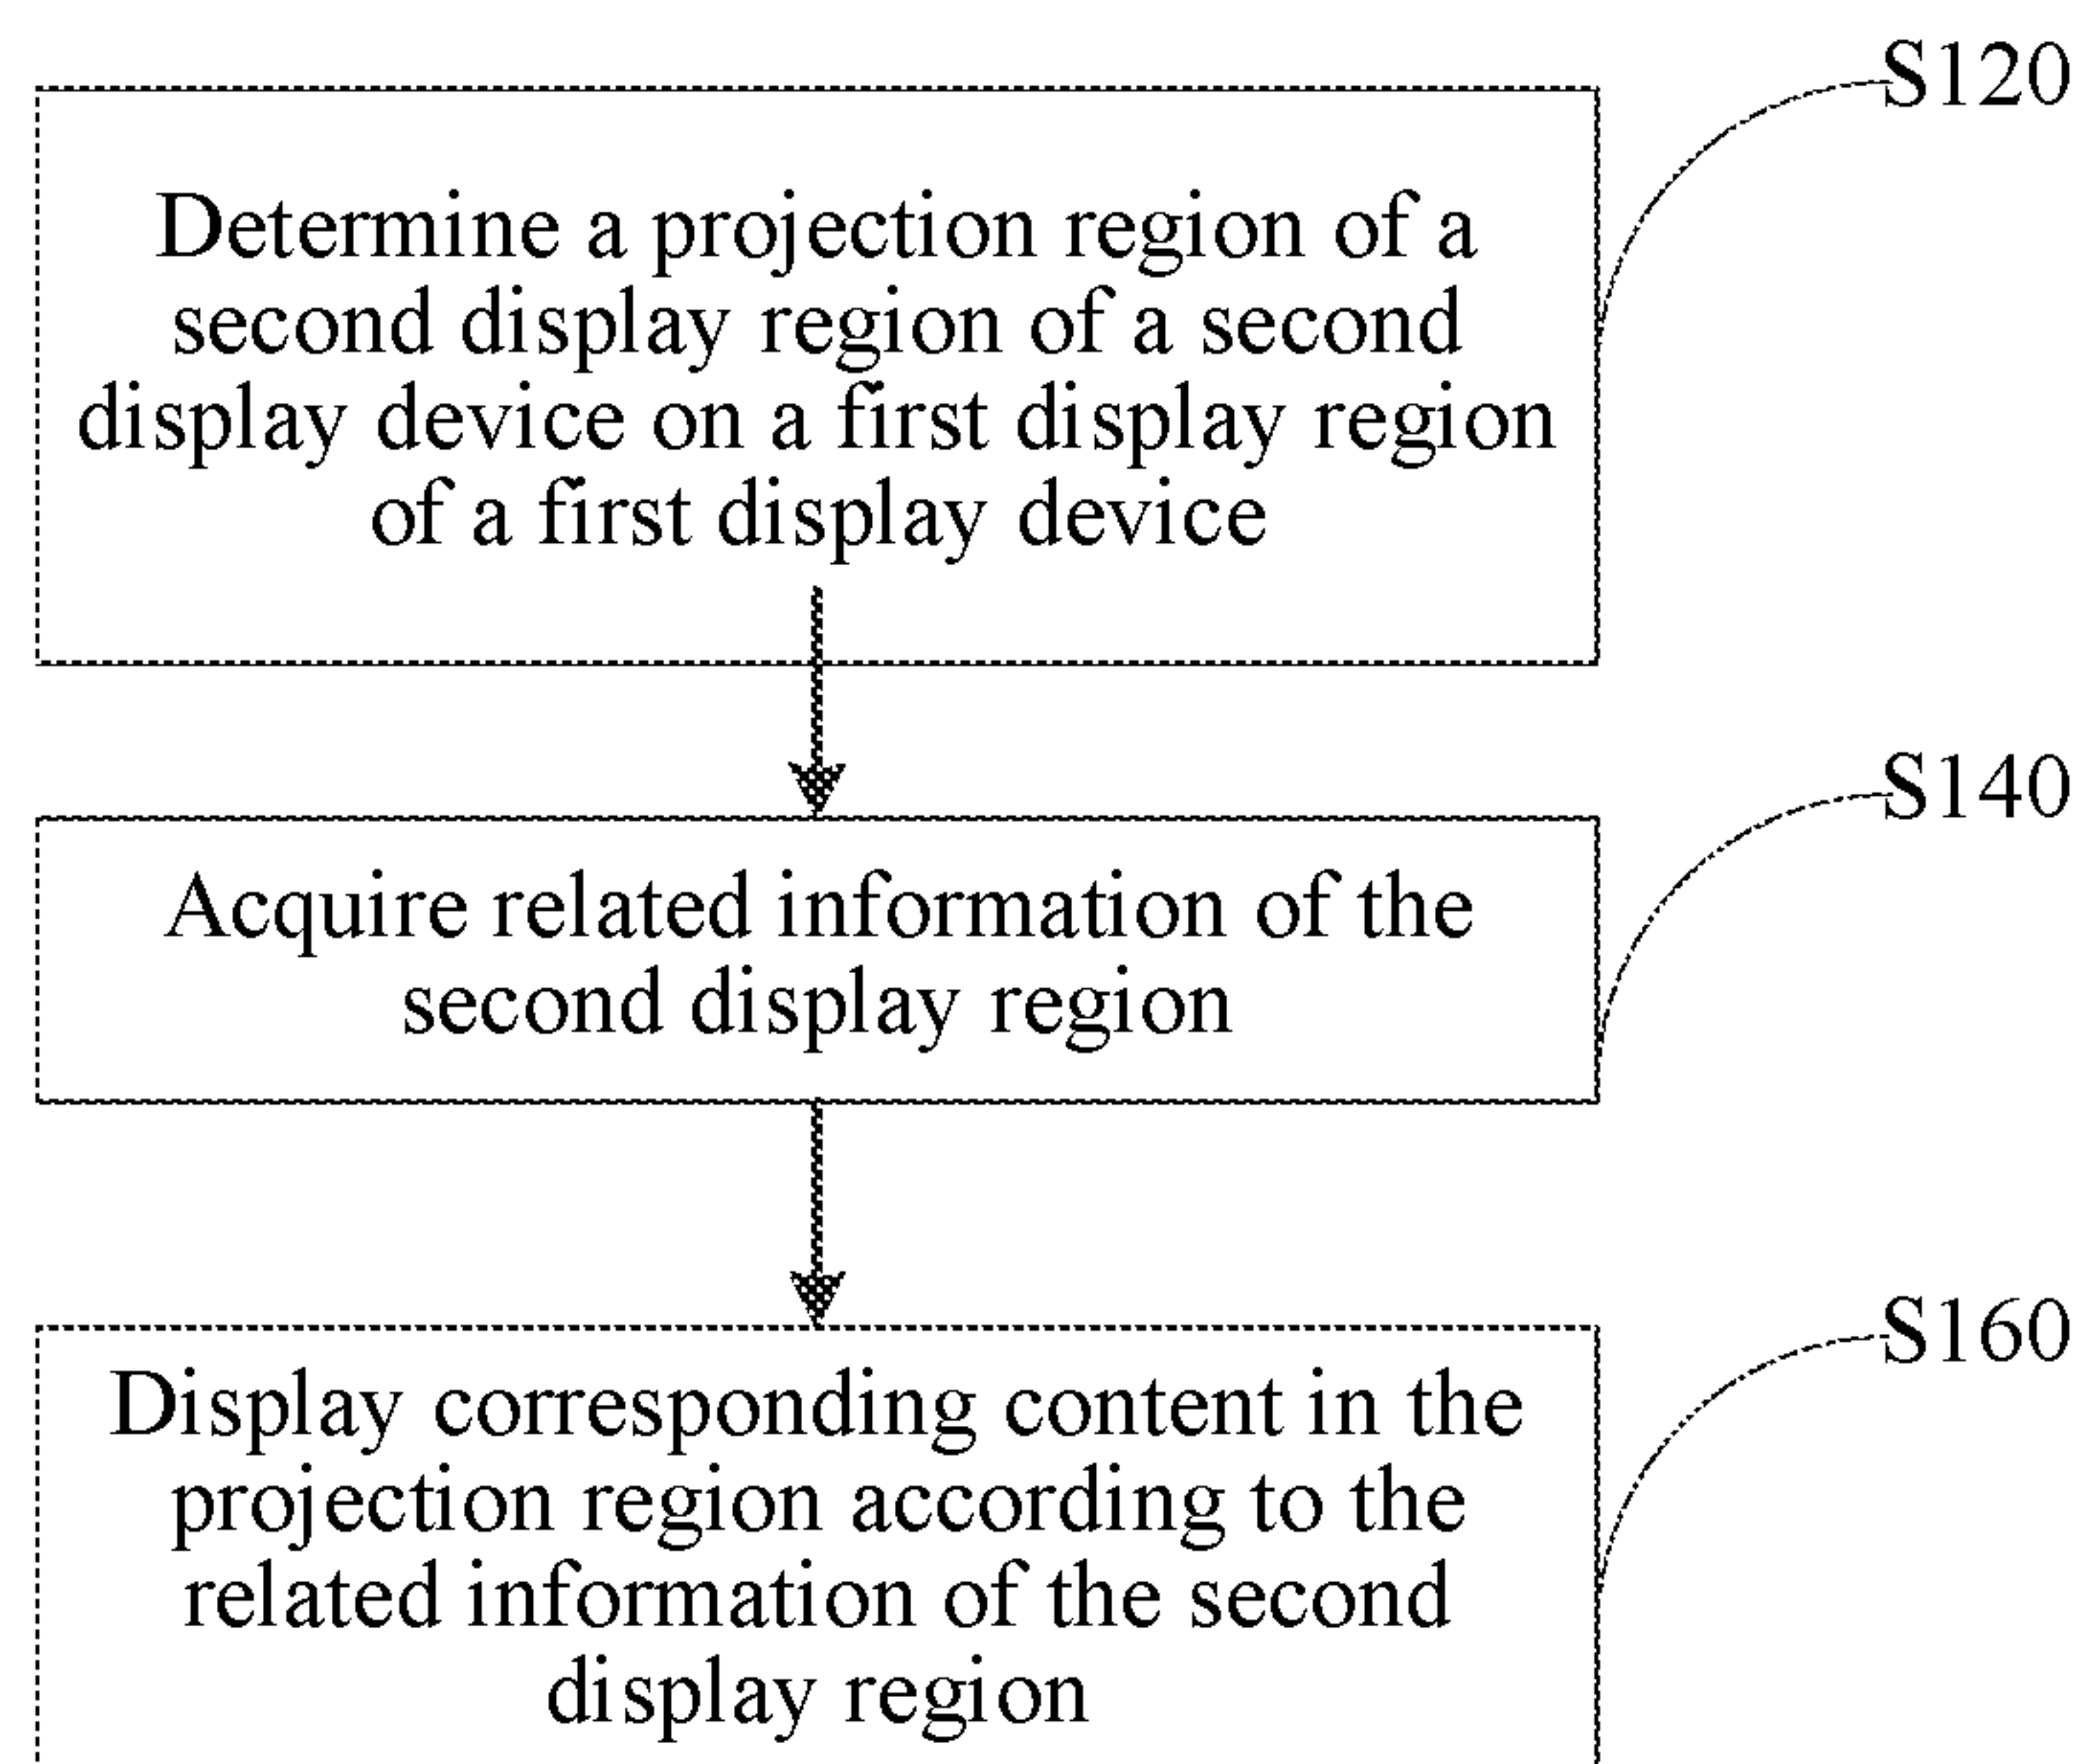 S120
Determine a projection region of a
second display region of a second
display device on a first display region
of a first display device
S140
Acquire related information of the
second display region
S160
Display corresponding content in the
projection region according to the
related information of the second
display region